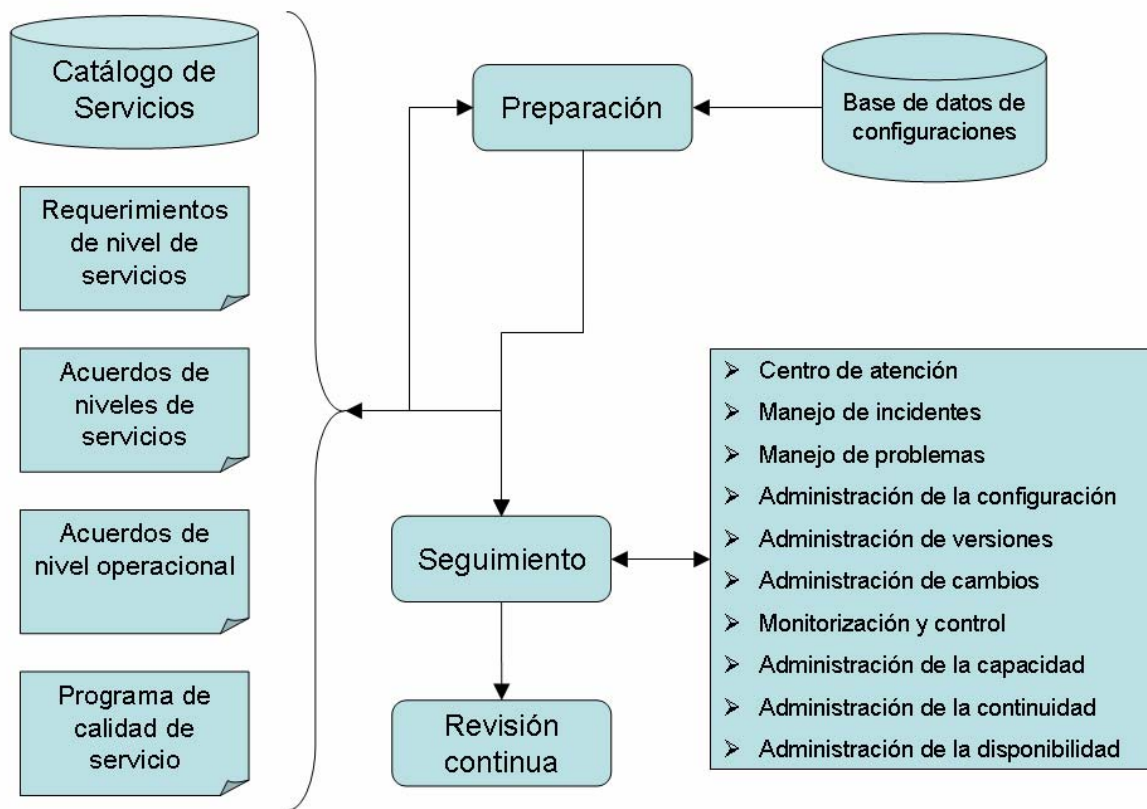 Catálogo de
Servicios
Requerimientos
de nivel de
servicios
Acuerdos de
niveles de
servicios
Acuerdos de
nivel operacional
Programa de
calidad de
servicio
Preparación
Base de datos de
configuraciones
Seguimiento
Revisión
continua
Centro de atención
Manejo de incidentes
Manejo de problemas
Administración de la configuración
Administración de versiones
Administración de cambios
Monitorización y control
Administración de la capacidad
Administración de la continuidad
Administración de la disponibilidad